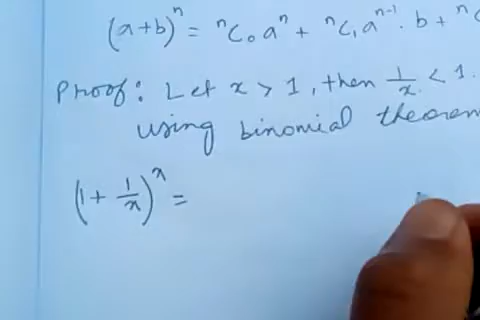 (a+b)ⁿ = ⁿC₀ aⁿ + ⁿC₁ aⁿ⁻¹ . b + ⁿC
Proof : Let x > 1 , then 1/x < 1 .
using binomial theorem
(1 + 1/x)ˣ =